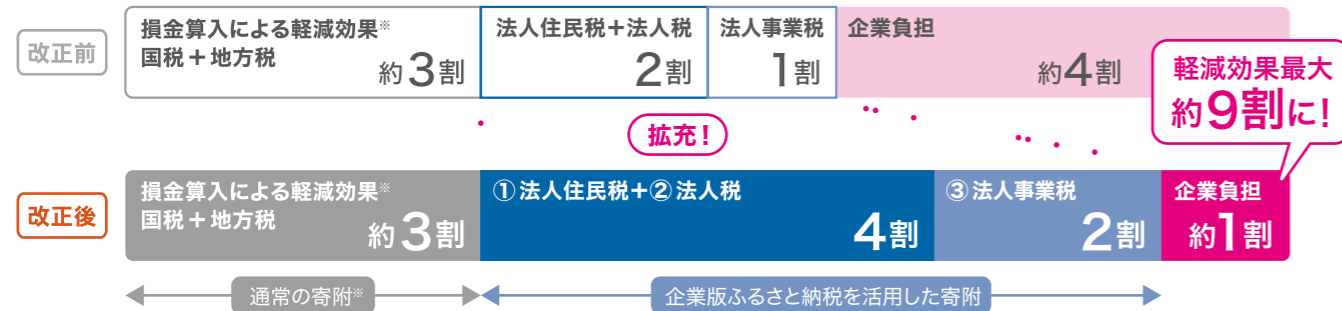 改正前
損金算入による軽減効果※
国税+地方税
約3割
法人住民税+法人税
2割
法人事業税
1割
企業負担
約4割
軽減効果最大
約9割に!
拡充!
改正後
損金算入による軽減効果※
国税+地方税
約3割
①法人住民税+②法人税
4割
③法人事業税
2割
企業負担
約1割
通常の寄附※
企業版ふるさと納税を活用した寄附